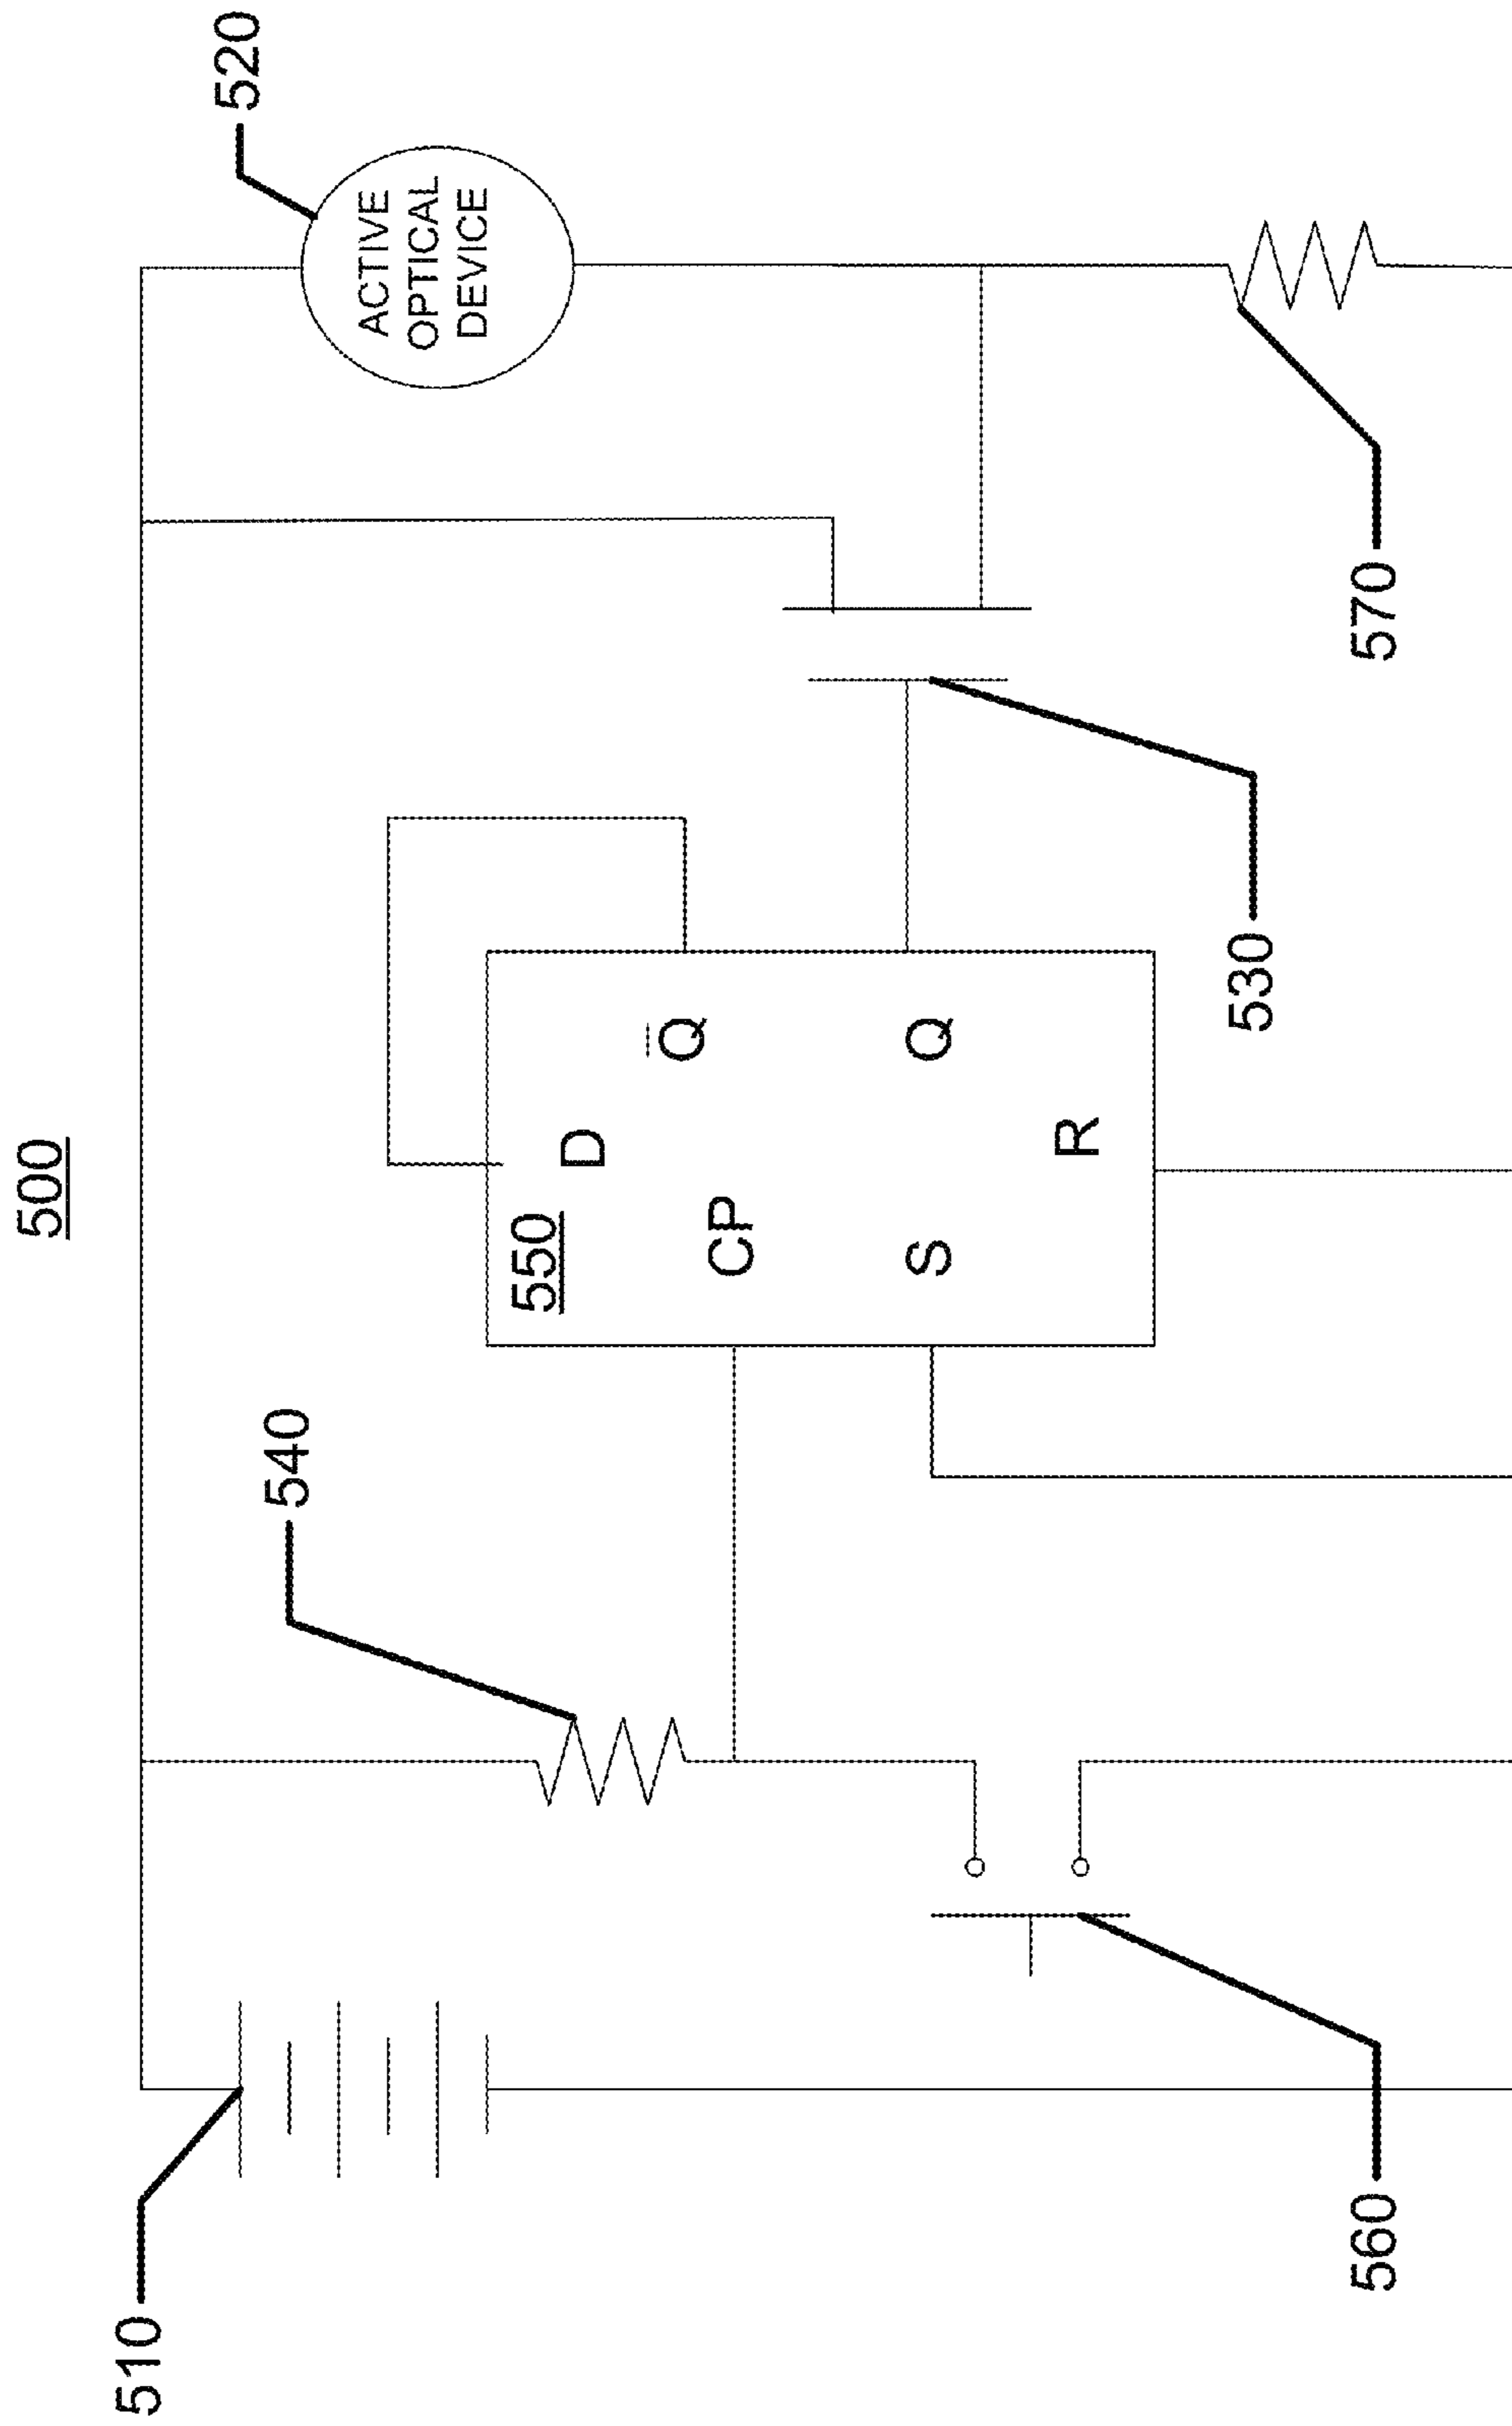 500
510
520
ACTIVE
OPTICAL
DEVICE
540
550
D
CP
Q̅
S
Q
R
530
560
570